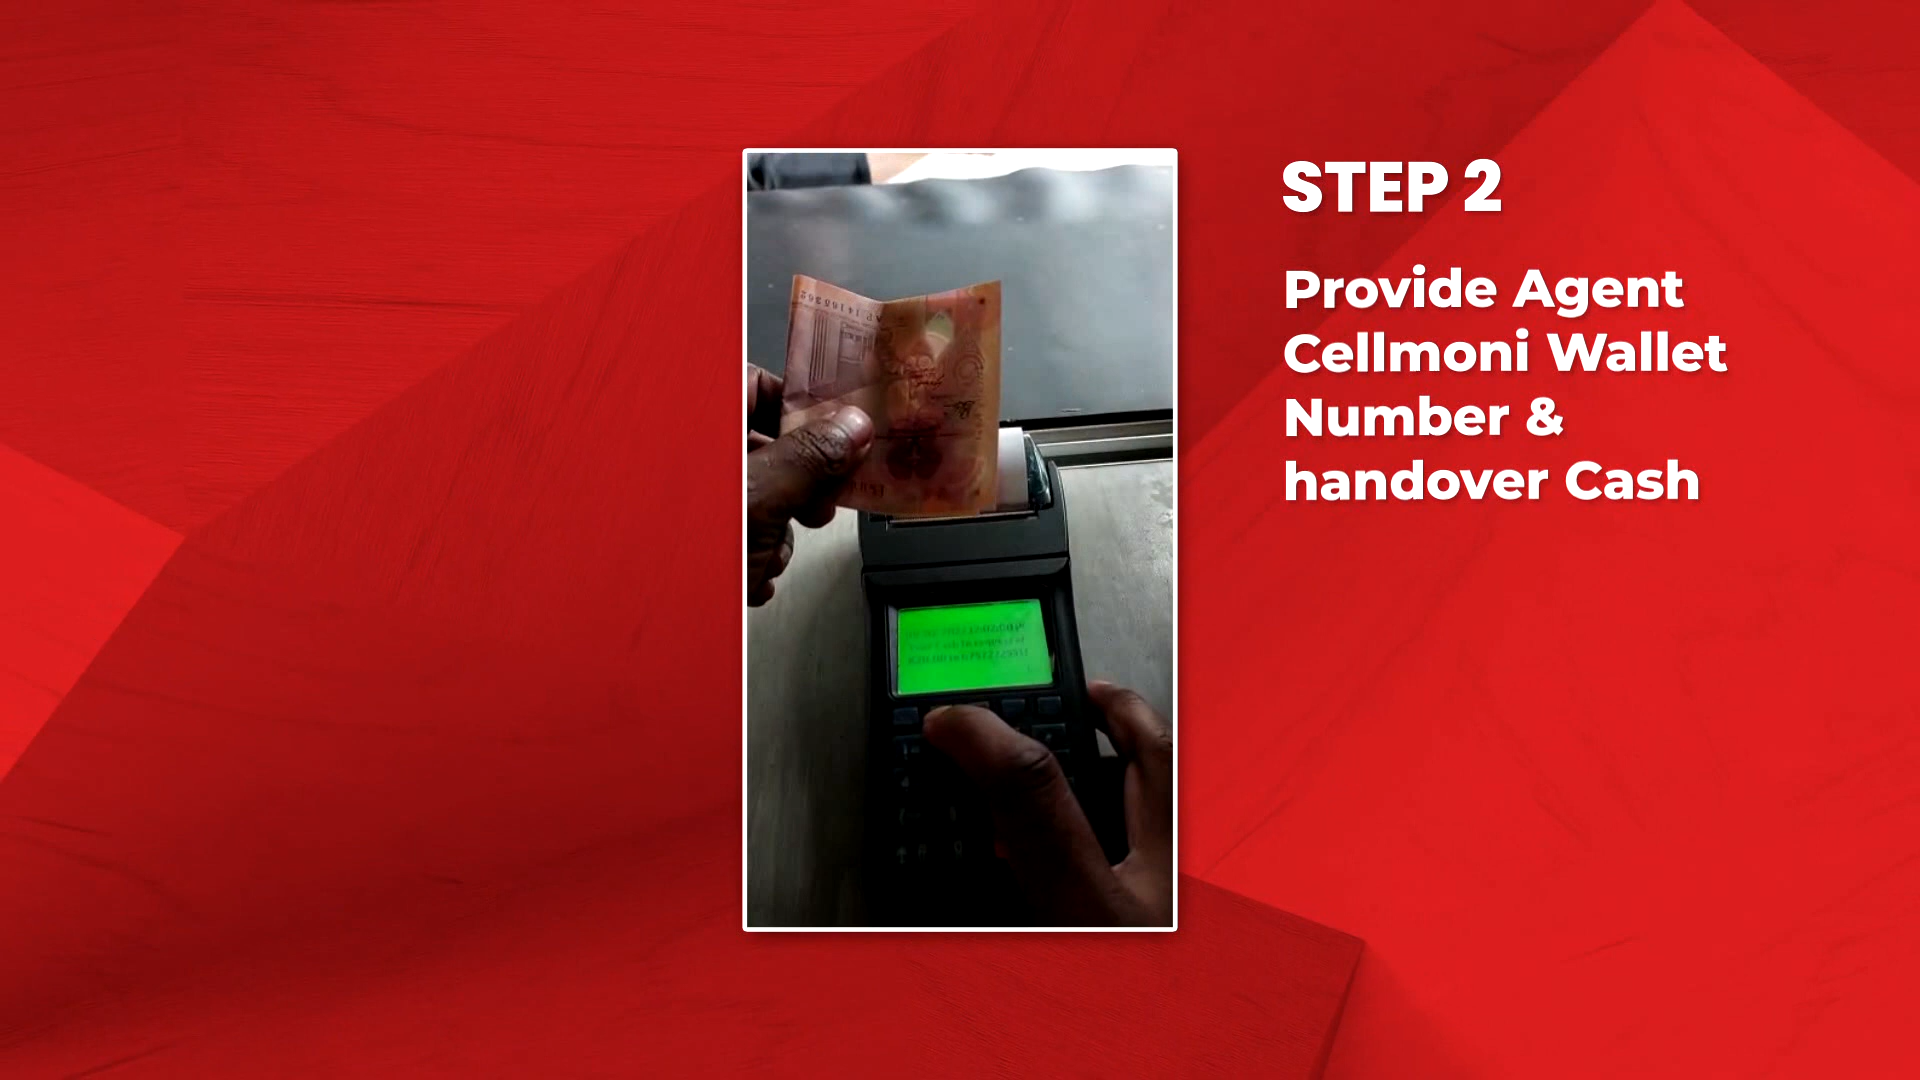 STEP 2
Provide Agent
Cellmoni Wallet
Number &
handover Cash